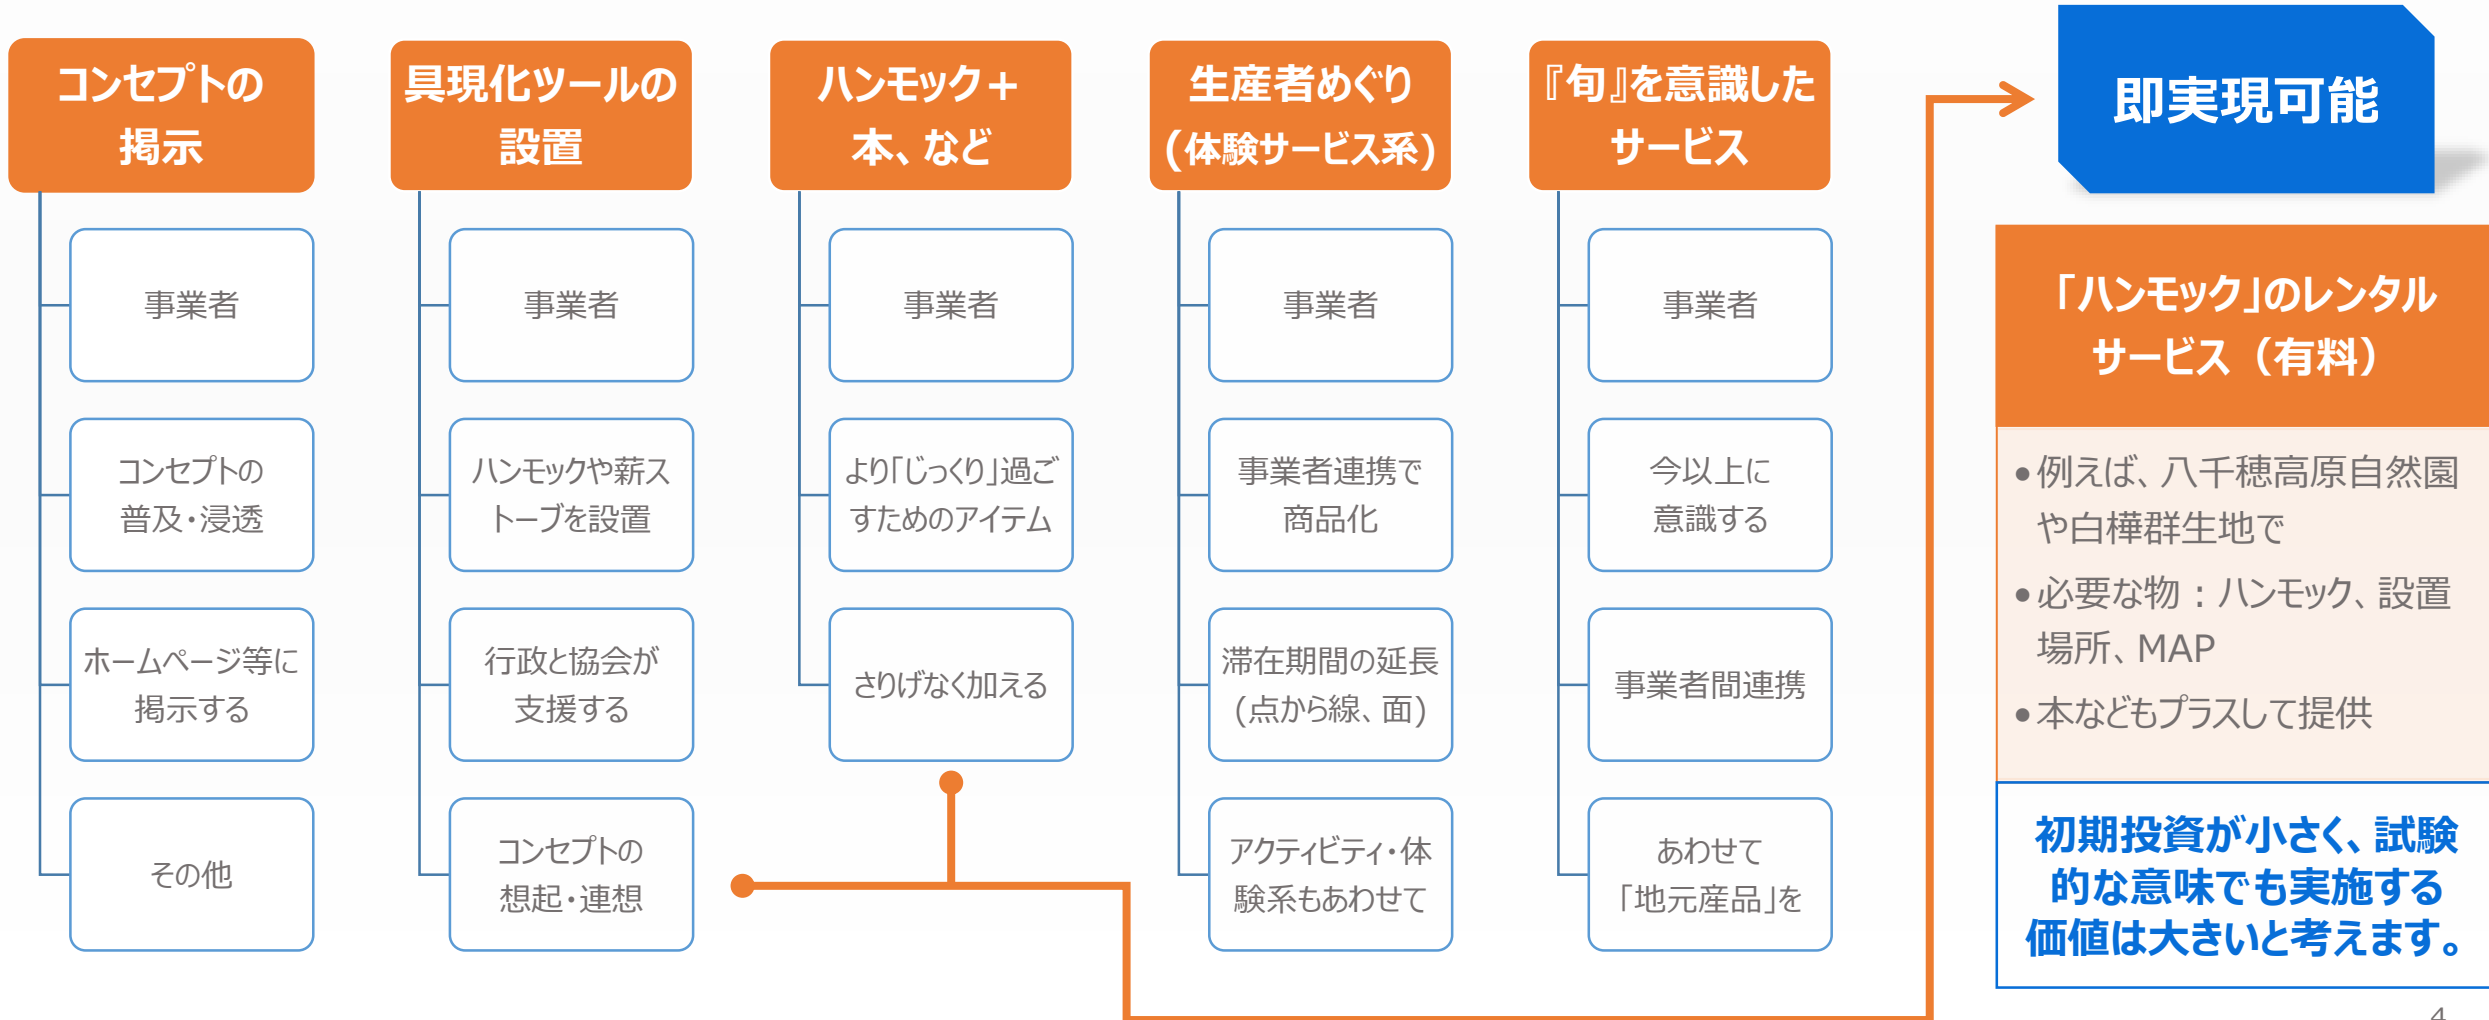 コンセプトの
掲示
事業者
コンセプトの
普及・浸透
ホームページ等に
掲示する
その他
具現化ツールの
設置
事業者
ハンモックや薪ス
トーブを設置
行政と協会が
支援する
コンセプトの
想起・連想
ハンモック＋
本、など
事業者
より「じっくり」過ご
すためのアイテム
さりげなく加える
生産者めぐり
(体験サービス系)
事業者
事業者連携で
商品化
滞在期間の延長
(点から線、面)
アクティビティ・体
験系もあわせて
『旬』を意識した
サービス
事業者
今以上に
意識する
事業者間連携
あわせて
「地元産品」を
即実現可能
「ハンモック」のレンタル
サービス（有料）
•例えば、八千穂高原自然園
や白樺群生地で
•必要な物：ハンモック、設置
場所、MAP
•本などもプラスして提供
初期投資が小さく、試験
的な意味でも実施する
価値は大きいと考えます。
4